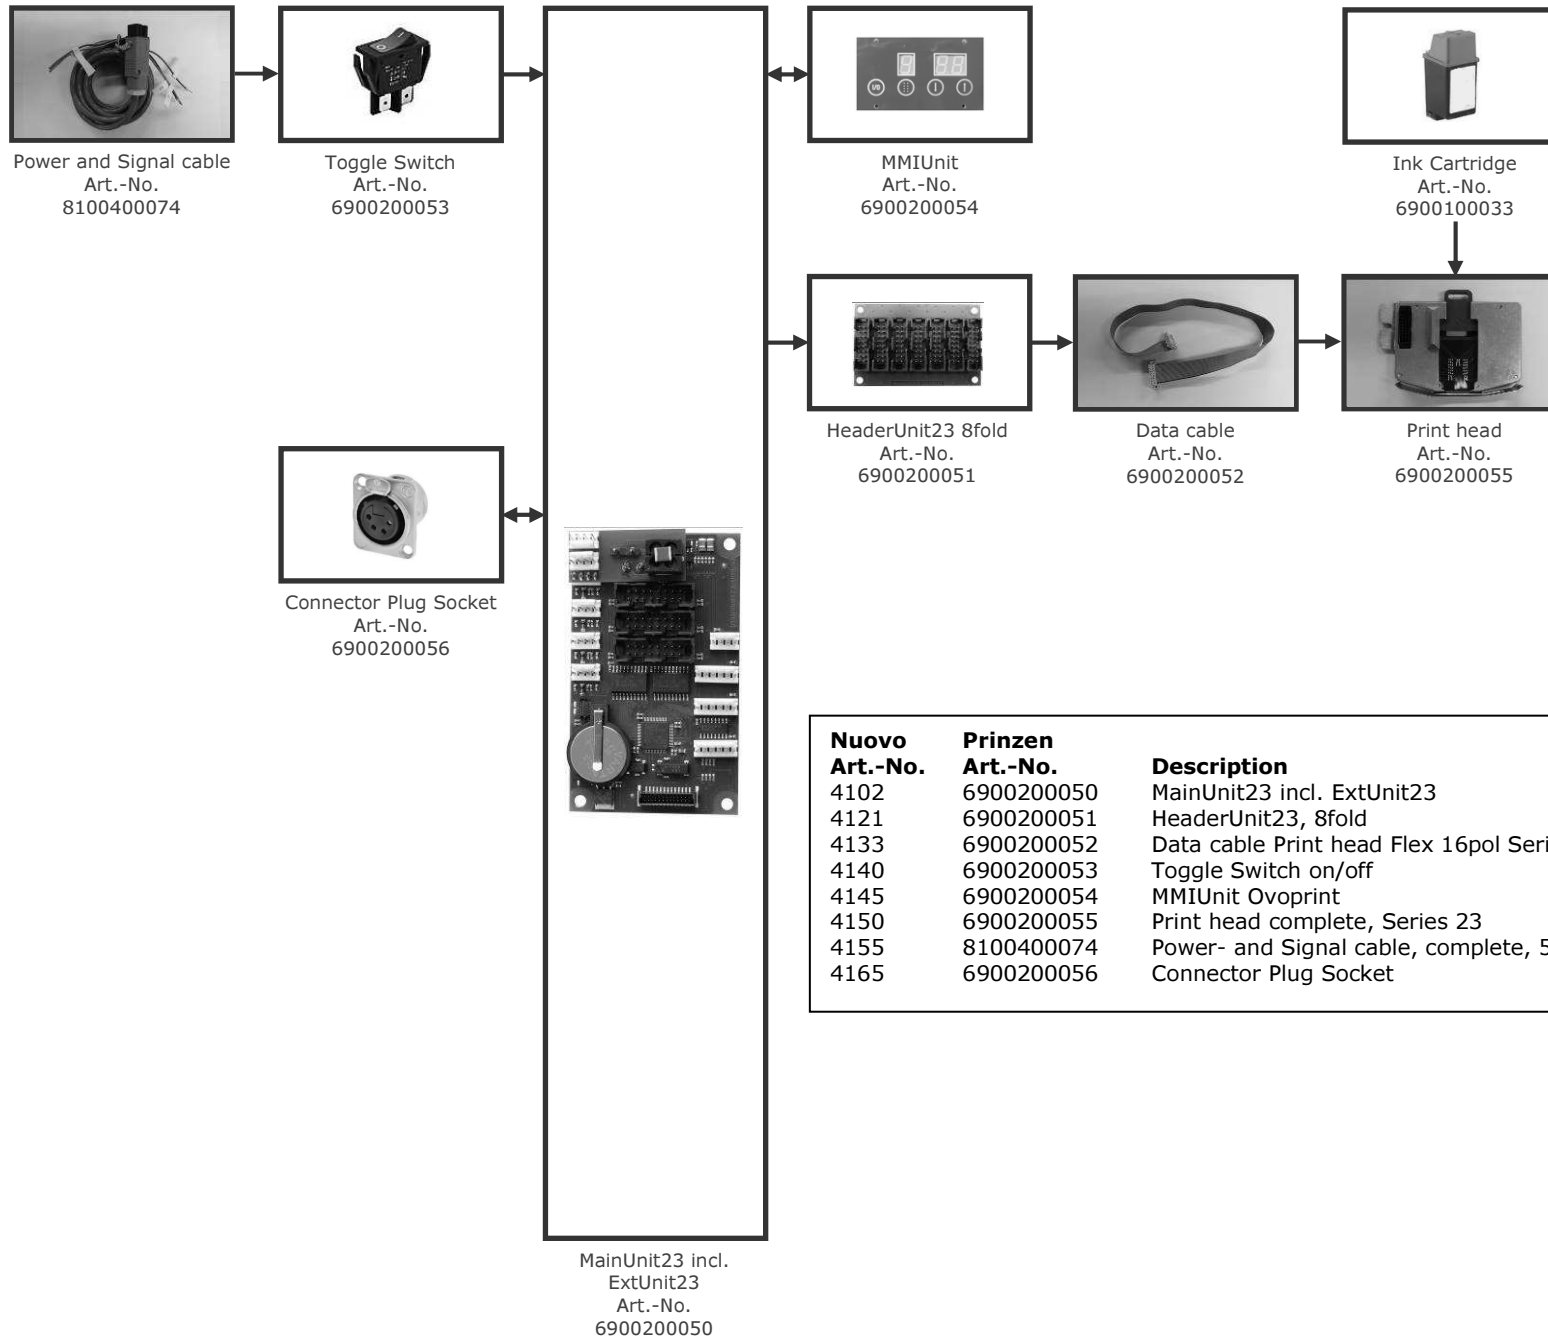 Power and Signal cable
Art.-No.
8100400074
Toggle Switch
Art.-No.
6900200053
MMIUnit
Art.-No.
6900200054
Ink Cartridge
Art.-No.
6900100033
HeaderUnit23 8fold
Art.-No.
6900200051
Data cable
Art.-No.
6900200052
Print head
Art.-No.
6900200055
Connector Plug Socket
Art.-No.
6900200056
MainUnit23 incl.
ExtUnit23
Art.-No.
6900200050
Nuovo Prinzen
Art.-No. Art.-No. Description
4102 6900200050 MainUnit23 incl. ExtUnit23
4121 6900200051 HeaderUnit23, 8fold
4133 6900200052 Data cable Print head Flex 16pol Seri
4140 6900200053 Toggle Switch on/off
4145 6900200054 MMIUnit Ovoprint
4150 6900200055 Print head complete, Series 23
4155 8100400074 Power- and Signal cable, complete, 5
4165 6900200056 Connector Plug Socket